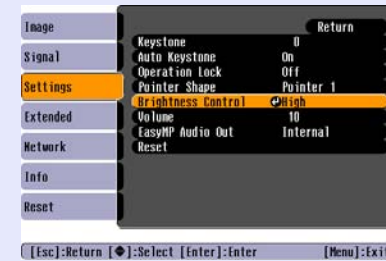 Image
Signal
Settings
Extended
Network
Info
Reset
Return
Keystone 0
Auto Keystone On
Operation Lock Off
Pointer Shape Pointer 1
Brightness Control High
Volume 10
EasyMP Audio Out Internal
Reset
[Esc]:Return [◆]:Select [Enter]:Enter [Menu]:Exit